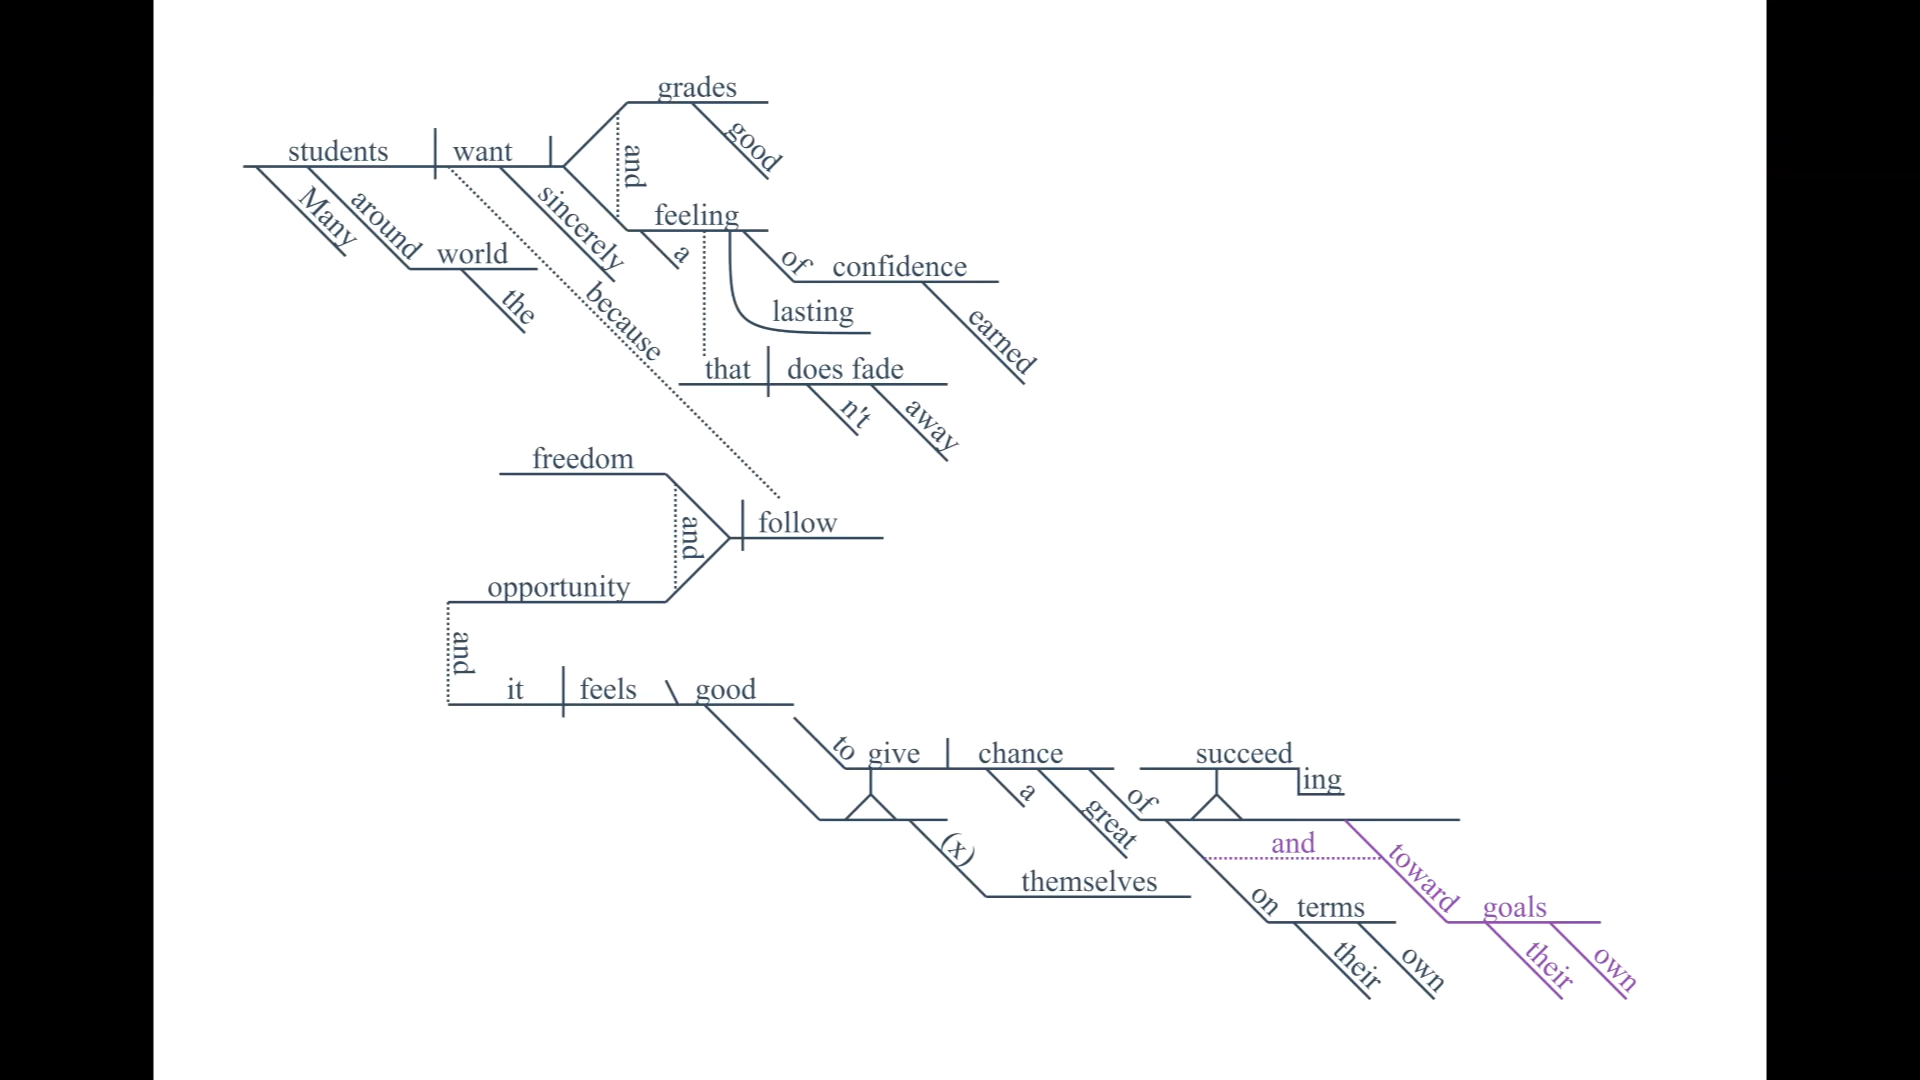 grades
good
students
want
and
Many
around
world
the
sincerely
feeling
a
of
confidence
earned
lasting
because
that
does fade
n't
away
freedom
and
follow
opportunity
and
it
feels
good
to
give
chance
a
great
of
succeed
ing
(x)
themselves
and
on
terms
their
own
toward
goals
their
own